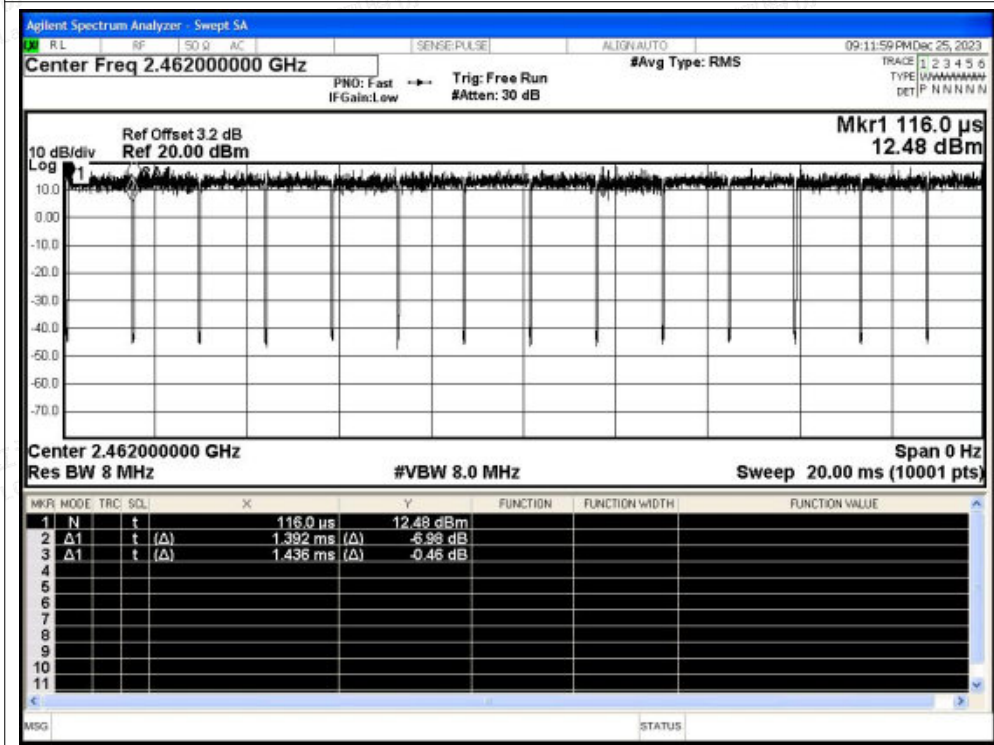 Agilent Spectrum Analyzer - Swept SA
RL RF 50 Ω AC SENSE:PULSE ALIGN AUTO 09:11:59 PM Dec 25, 2023
Center Freq 2.462000000 GHz #Avg Type: RMS TRACE 1 2 3 4 5 6
PNO: Fast Trig: Free Run TYPE
IFGain:Low #Atten: 30 dB DET P N N N N N
Ref Offset 3.2 dB Mkr1 116.0 µs
10 dB/div Ref 20.00 dBm 12.48 dBm
Log
1
10.0
0.00
-10.0
-20.0
-30.0
-40.0
-50.0
-60.0
-70.0
Center 2.462000000 GHz Span 0 Hz
Res BW 8 MHz #VBW 8.0 MHz Sweep 20.00 ms (10001 pts)
MKR MODE TRC SCL X Y FUNCTION FUNCTION WIDTH FUNCTION VALUE
1 N t 116.0 µs 12.48 dBm
2 Δ1 t (Δ) 1.392 ms (Δ) -6.98 dB
3 Δ1 t (Δ) 1.436 ms (Δ) -0.46 dB
4
5
6
7
8
9
10
11
MSG STATUS